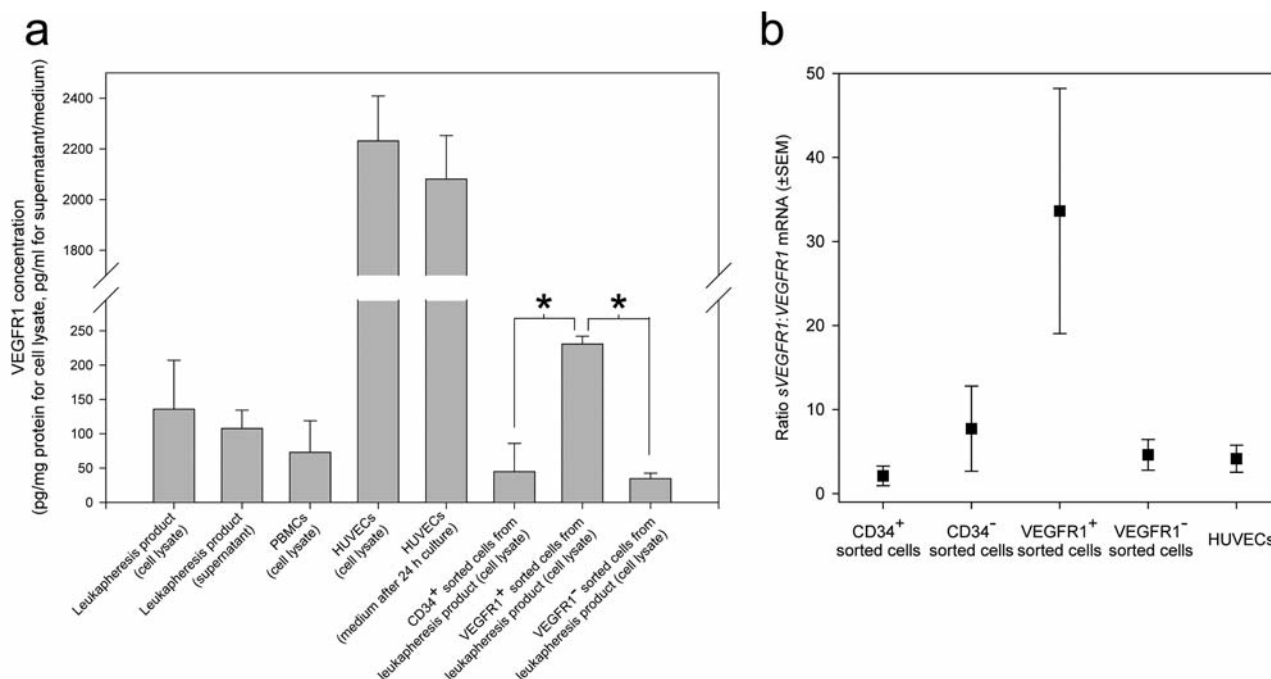 a
VEGFR1 concentration
(pg/mg protein for cell lysate, pg/ml for supernatant/medium)
2400
2200
2000
1800
250
200
150
100
50
0
*
*
Leukapheresis product
(cell lysate)
Leukapheresis product
(supernatant)
PBMCs
(cell lysate)
HUVECs
(cell lysate)
HUVECs
(medium after 24 h culture)
CD34+ sorted cells from
leukapheresis product (cell lysate)
VEGFR1+ sorted cells from
leukapheresis product (cell lysate)
VEGFR1− sorted cells from
leukapheresis product (cell lysate)
b
Ratio sVEGFR1:VEGFR1 mRNA (±SEM)
50
40
30
20
10
0
CD34+
sorted cells
CD34−
sorted cells
VEGFR1+
sorted cells
VEGFR1−
sorted cells
HUVECs